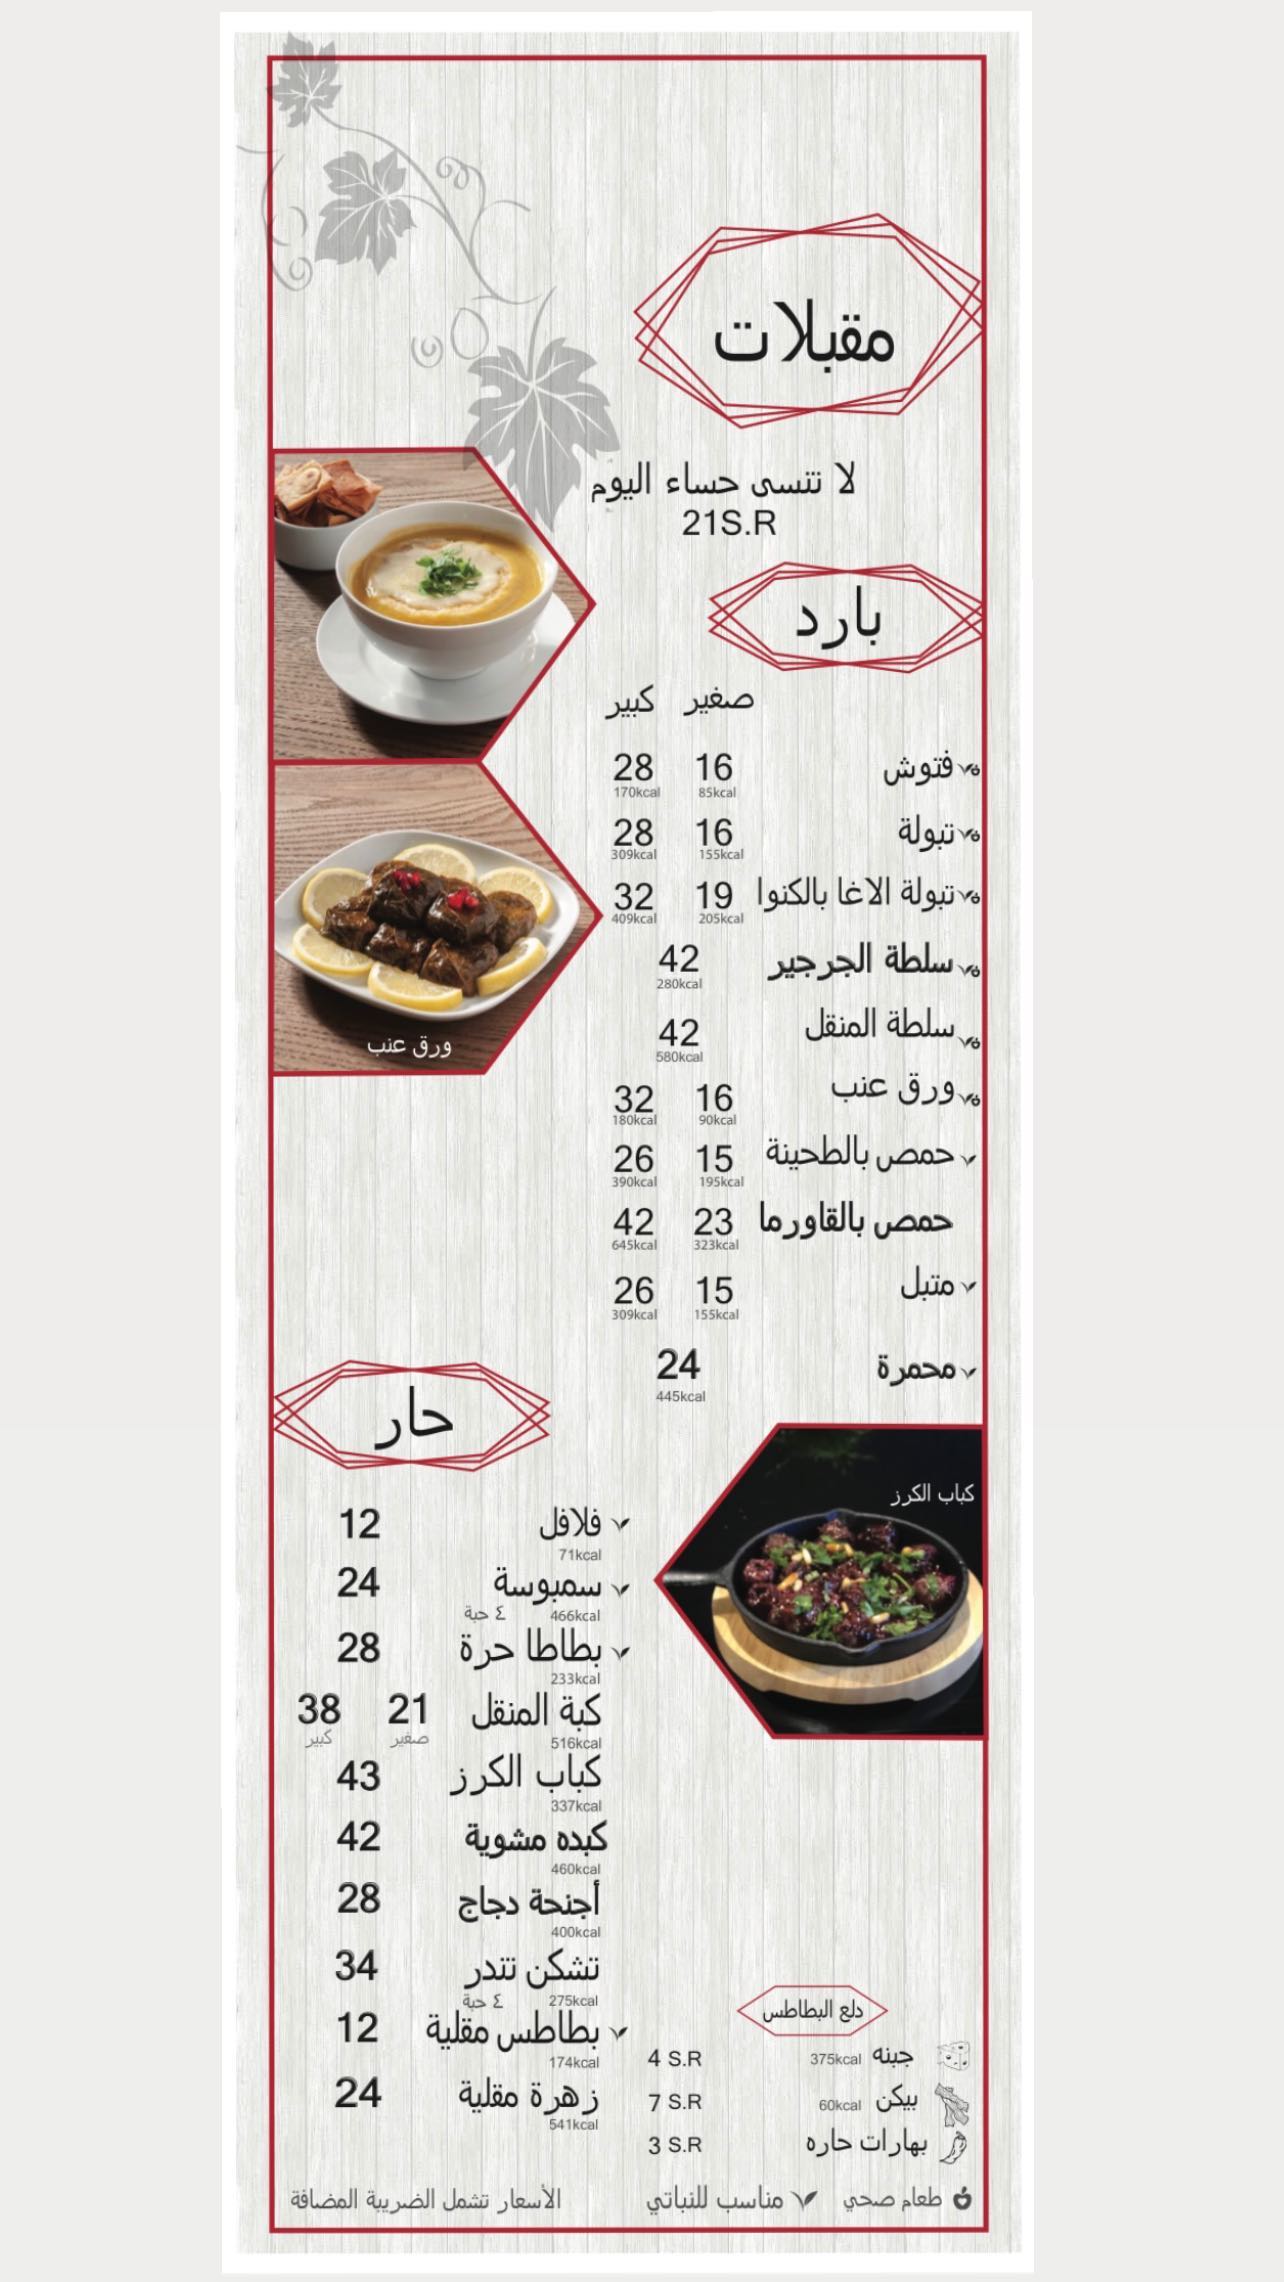 مقبلات
لا تنسى حساء اليوم
21S.R
بارد
صغير كبير
فتوش 16 28
85kcal 170kcal
تبولة 16 28
155kcal 309kcal
تبولة الاغا بالكنوا 19 32
205kcal 409kcal
سلطة الجرجير 42
280kcal
سلطة المنقل 42
580kcal
ورق عنب 16 32
90kcal 180kcal
حمص بالطحينة 15 26
195kcal 390kcal
حمص بالقاورما 23 42
323kcal 645kcal
متبل 15 26
155kcal 309kcal
محمرة 24
445kcal
ورق عنب
حار
كباب الكرز
فلافل 12
71kcal
سمبوسة 24
466kcal ٤ حبة
بطاطا حرة 28
233kcal
كبة المنقل 21 38
516kcal صغير كبير
كباب الكرز 43
337kcal
كبده مشوية 42
460kcal
أجنحة دجاج 28
400kcal
تشكن تندر 34
275kcal ٤ حبة
بطاطس مقلية 12
174kcal
زهرة مقلية 24
541kcal
دلع البطاطس
جبنه 375kcal 4 S.R
بيكن 60kcal 7 S.R
بهارات حاره 3 S.R
طعام صحي مناسب للنباتي الأسعار تشمل الضريبة المضافة